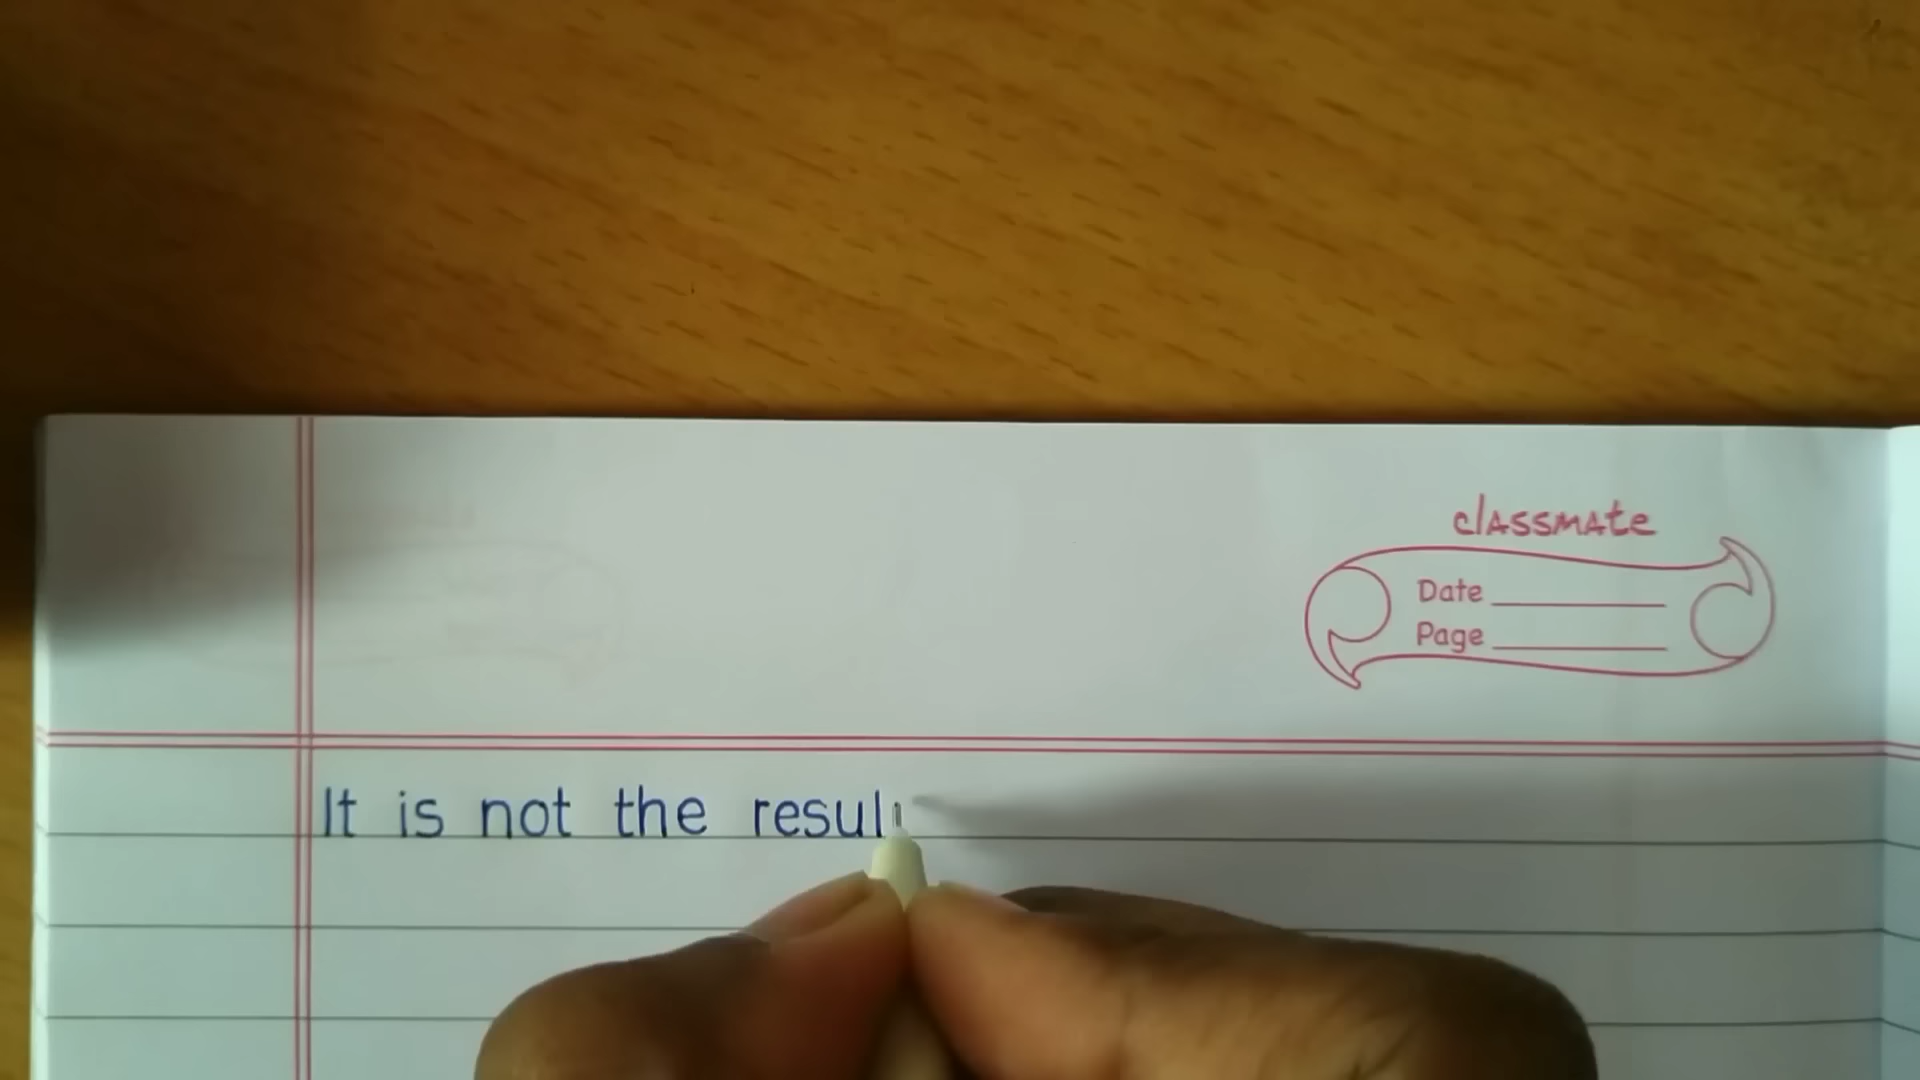 classmate
Date
Page
It is not the resul